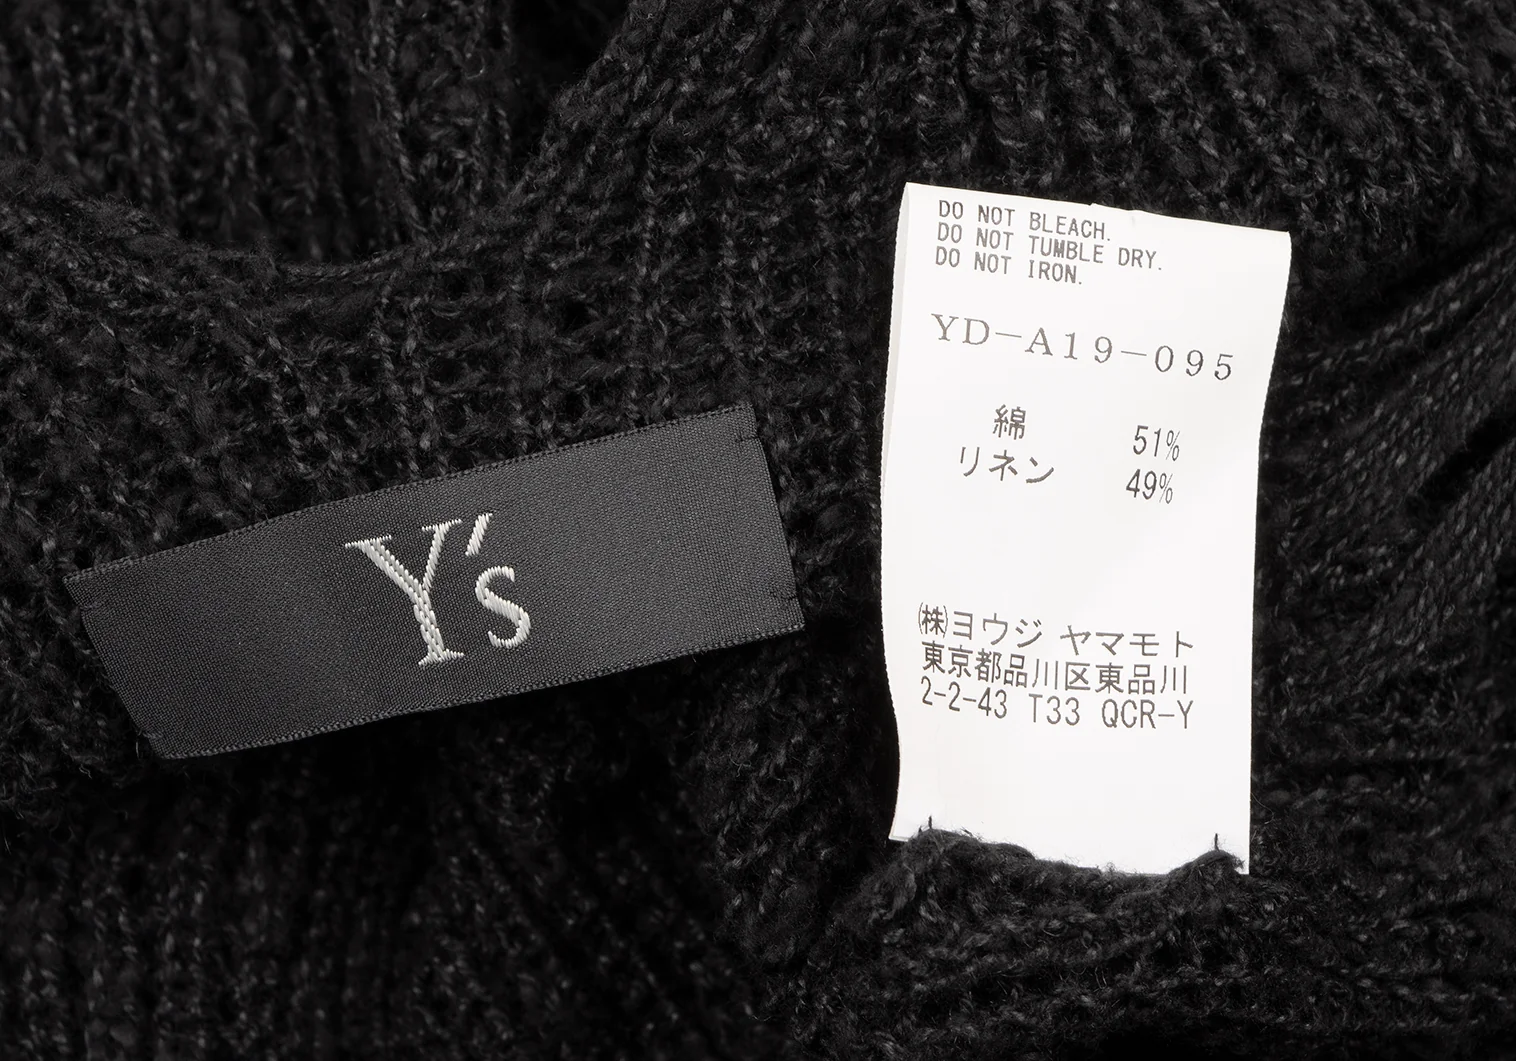 Y's
DO NOT BLEACH.
DO NOT TUMBLE DRY.
DO NOT IRON.
YD-A19-095
綿 51%
リネン 49%
㈱ヨウジ ヤマモト
東京都品川区東品川
2-2-43 T33 QCR-Y